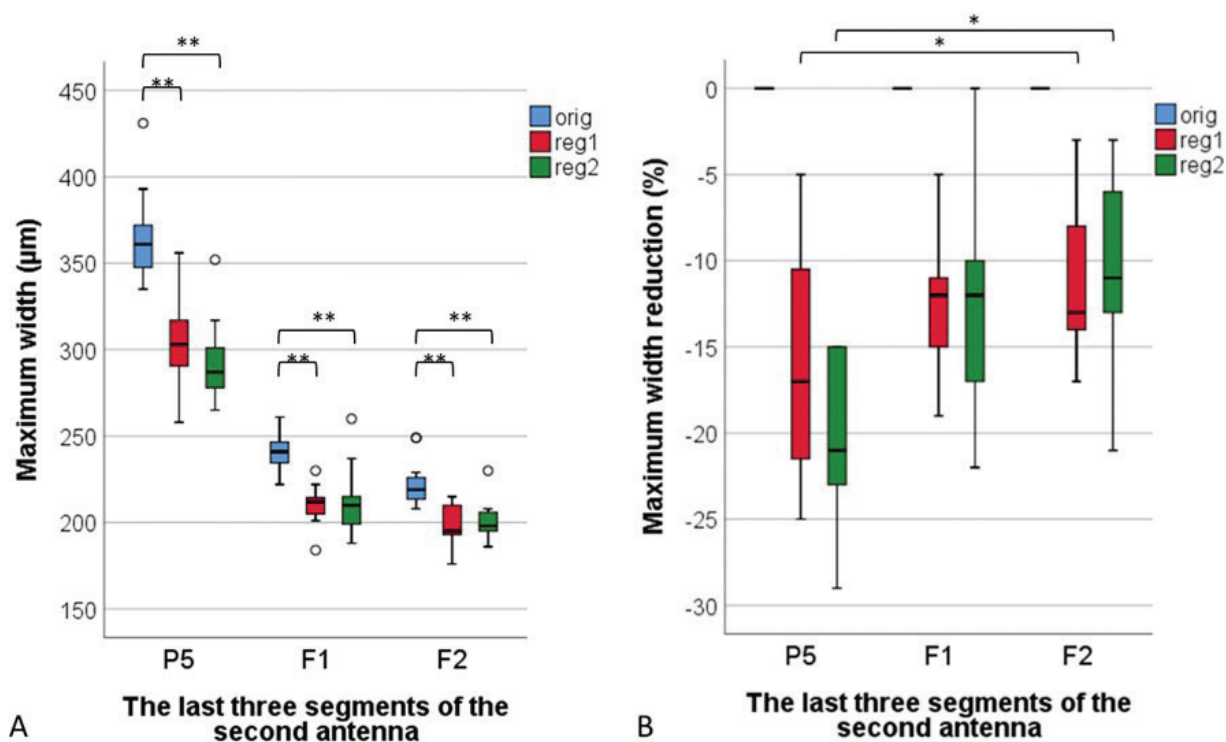 **
**
450
400
350
300
250
200
150
**
**
**
**
orig
reg1
reg2
Maximum width (µm)
P5 F1 F2
The last three segments of the
second antenna
A
*
*
0
-5
-10
-15
-20
-25
-30
orig
reg1
reg2
Maximum width reduction (%)
P5 F1 F2
The last three segments of the
second antenna
B